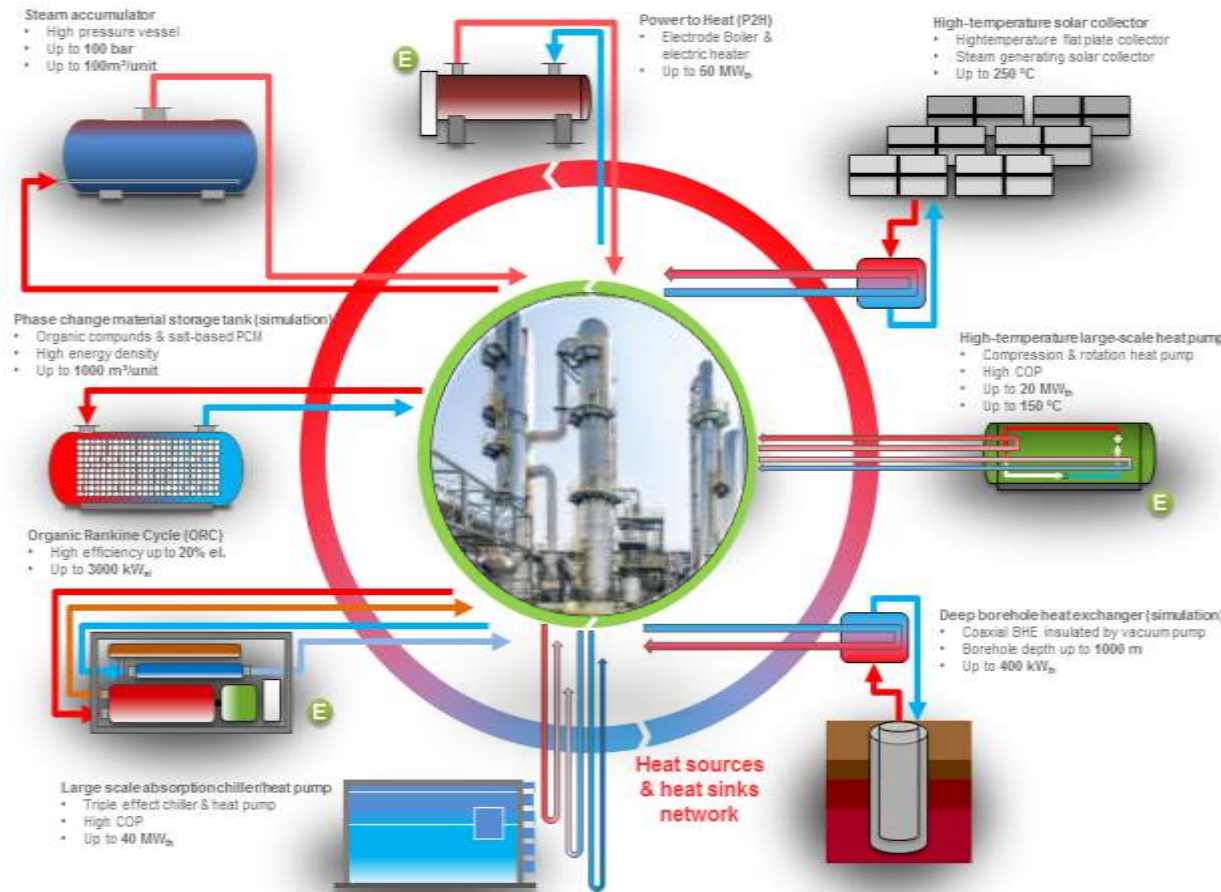 Steam accumulator
• High pressure vessel
• Up to 100 bar
• Up to 100m³/unit
E
Power to Heat (P2H)
• Electrode Boiler &
electric heater
• Up to 50 MWth
High-temperature solar collector
• Hightemperature flat plate collector
• Steam generating solar collector
• Up to 250 °C
Phase change material storage tank (simulation)
• Organic compunds & salt-based PCM
• High energy density
• Up to 1000 m³/unit
High-temperature large-scale heat pump
• Compression & rotation heat pump
• High COP
• Up to 20 MWth
• Up to 150 °C
E
Organic Rankine Cycle (ORC)
• High efficiency up to 20% el.
• Up to 3000 kWel
E
Deep borehole heat exchanger (simulation)
• Coaxial BHE insulated by vacuum pump
• Borehole depth up to 1000 m
• Up to 400 kWth
Large scale absorption chiller/heat pump
• Triple effect chiller & heat pump
• High COP
• Up to 40 MWth
Heat sources
& heat sinks
network